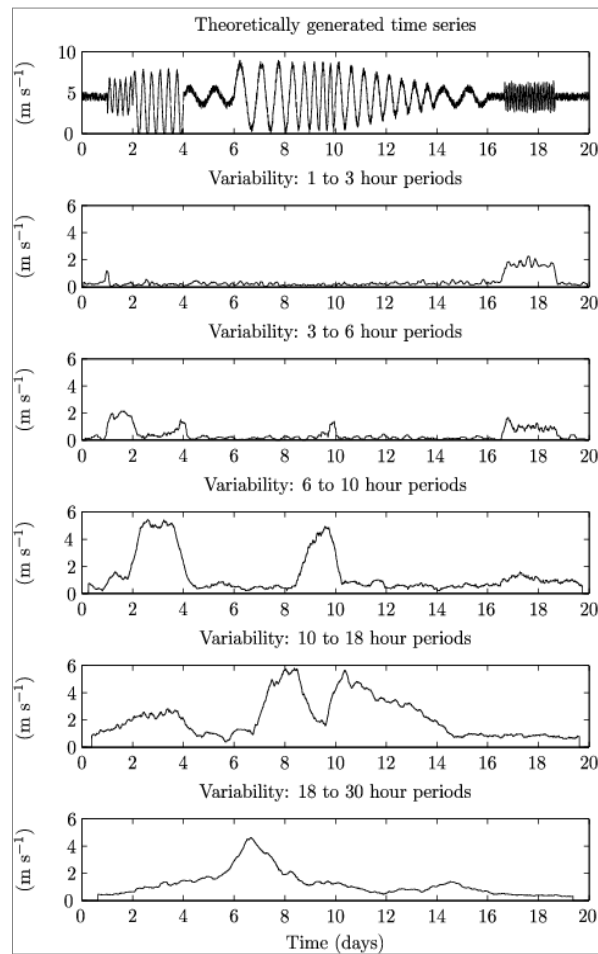 Theoretically generated time series
(m s⁻¹)
10
5
0
0 2 4 6 8 10 12 14 16 18 20
Variability: 1 to 3 hour periods
(m s⁻¹)
6
4
2
0
0 2 4 6 8 10 12 14 16 18 20
Variability: 3 to 6 hour periods
(m s⁻¹)
6
4
2
0
0 2 4 6 8 10 12 14 16 18 20
Variability: 6 to 10 hour periods
(m s⁻¹)
6
4
2
0
0 2 4 6 8 10 12 14 16 18 20
Variability: 10 to 18 hour periods
(m s⁻¹)
6
4
2
0
0 2 4 6 8 10 12 14 16 18 20
Variability: 18 to 30 hour periods
(m s⁻¹)
6
4
2
0
0 2 4 6 8 10 12 14 16 18 20
Time (days)